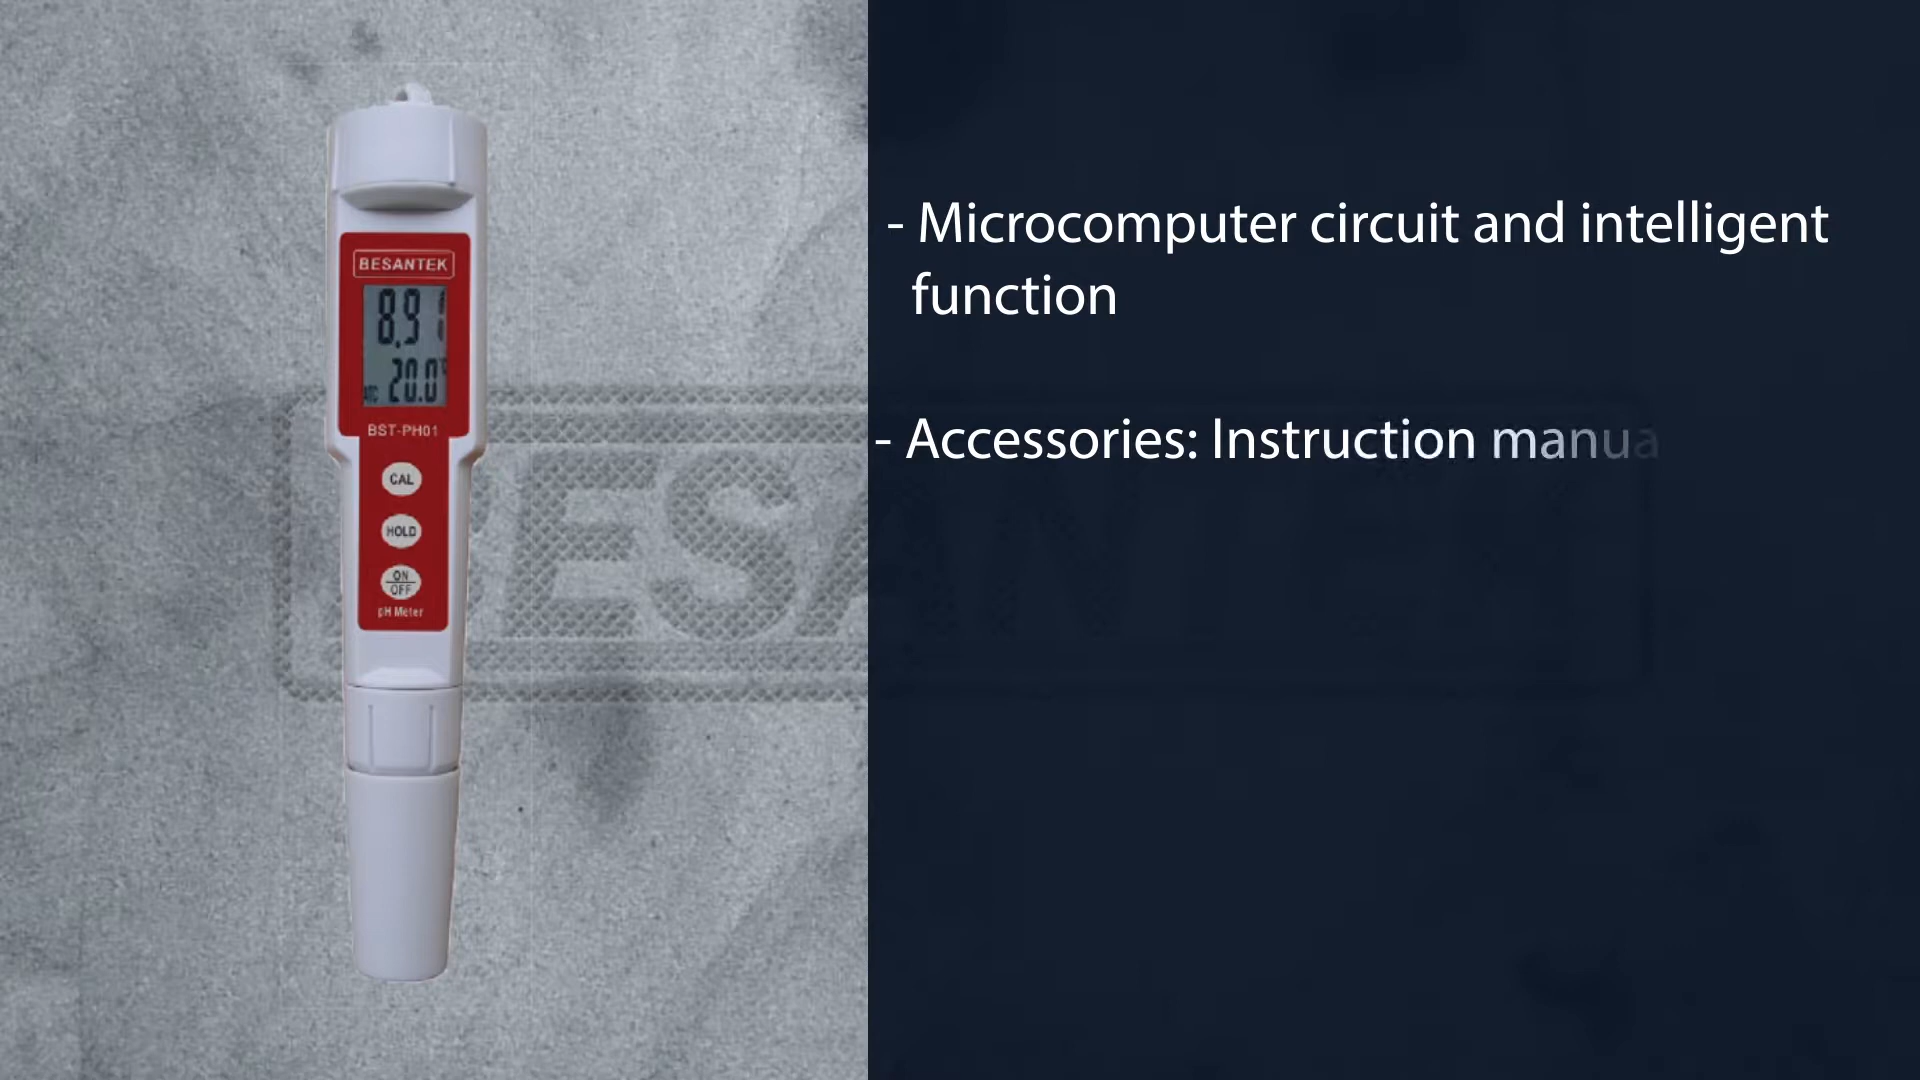 BESANTEK
8.9
20.0
ATC
BST-PH01
CAL
HOLD
ON
OFF
pH Meter
- Microcomputer circuit and intelligent
function
- Accessories: Instruction manua